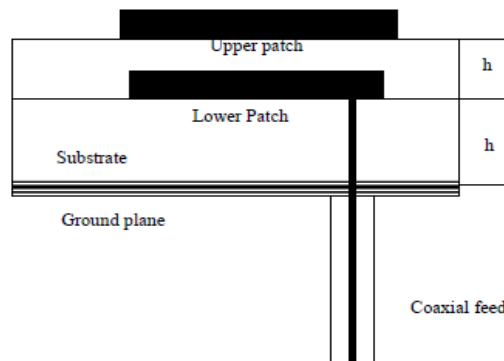 Upper patch
h
Lower Patch
h
Substrate
Ground plane
Coaxial feed